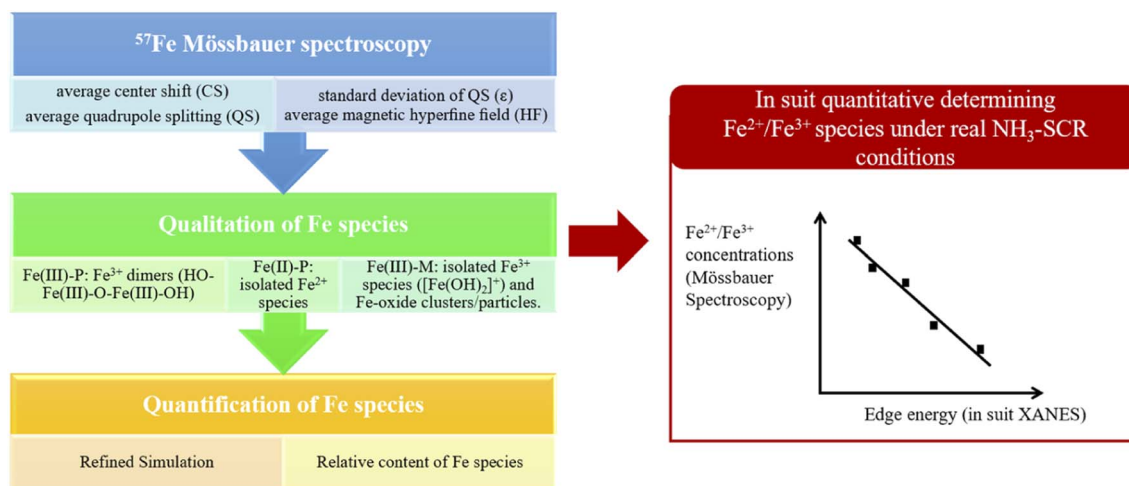 ⁵⁷Fe Mössbauer spectroscopy
average center shift (CS)
average quadrupole splitting (QS)
standard deviation of QS (ε)
average magnetic hyperfine field (HF)
Qualitation of Fe species
Fe(III)-P: Fe³⁺ dimers (HO-
Fe(III)-O-Fe(III)-OH)
Fe(II)-P:
isolated Fe²⁺
species
Fe(III)-M: isolated Fe³⁺
species ([Fe(OH)₂]⁺) and
Fe-oxide clusters/particles.
Quantification of Fe species
Refined Simulation
Relative content of Fe species
In suit quantitative determining
Fe²⁺/Fe³⁺ species under real NH₃-SCR
conditions
Fe²⁺/Fe³⁺
concentrations
(Mössbauer
Spectroscopy)
Edge energy (in suit XANES)